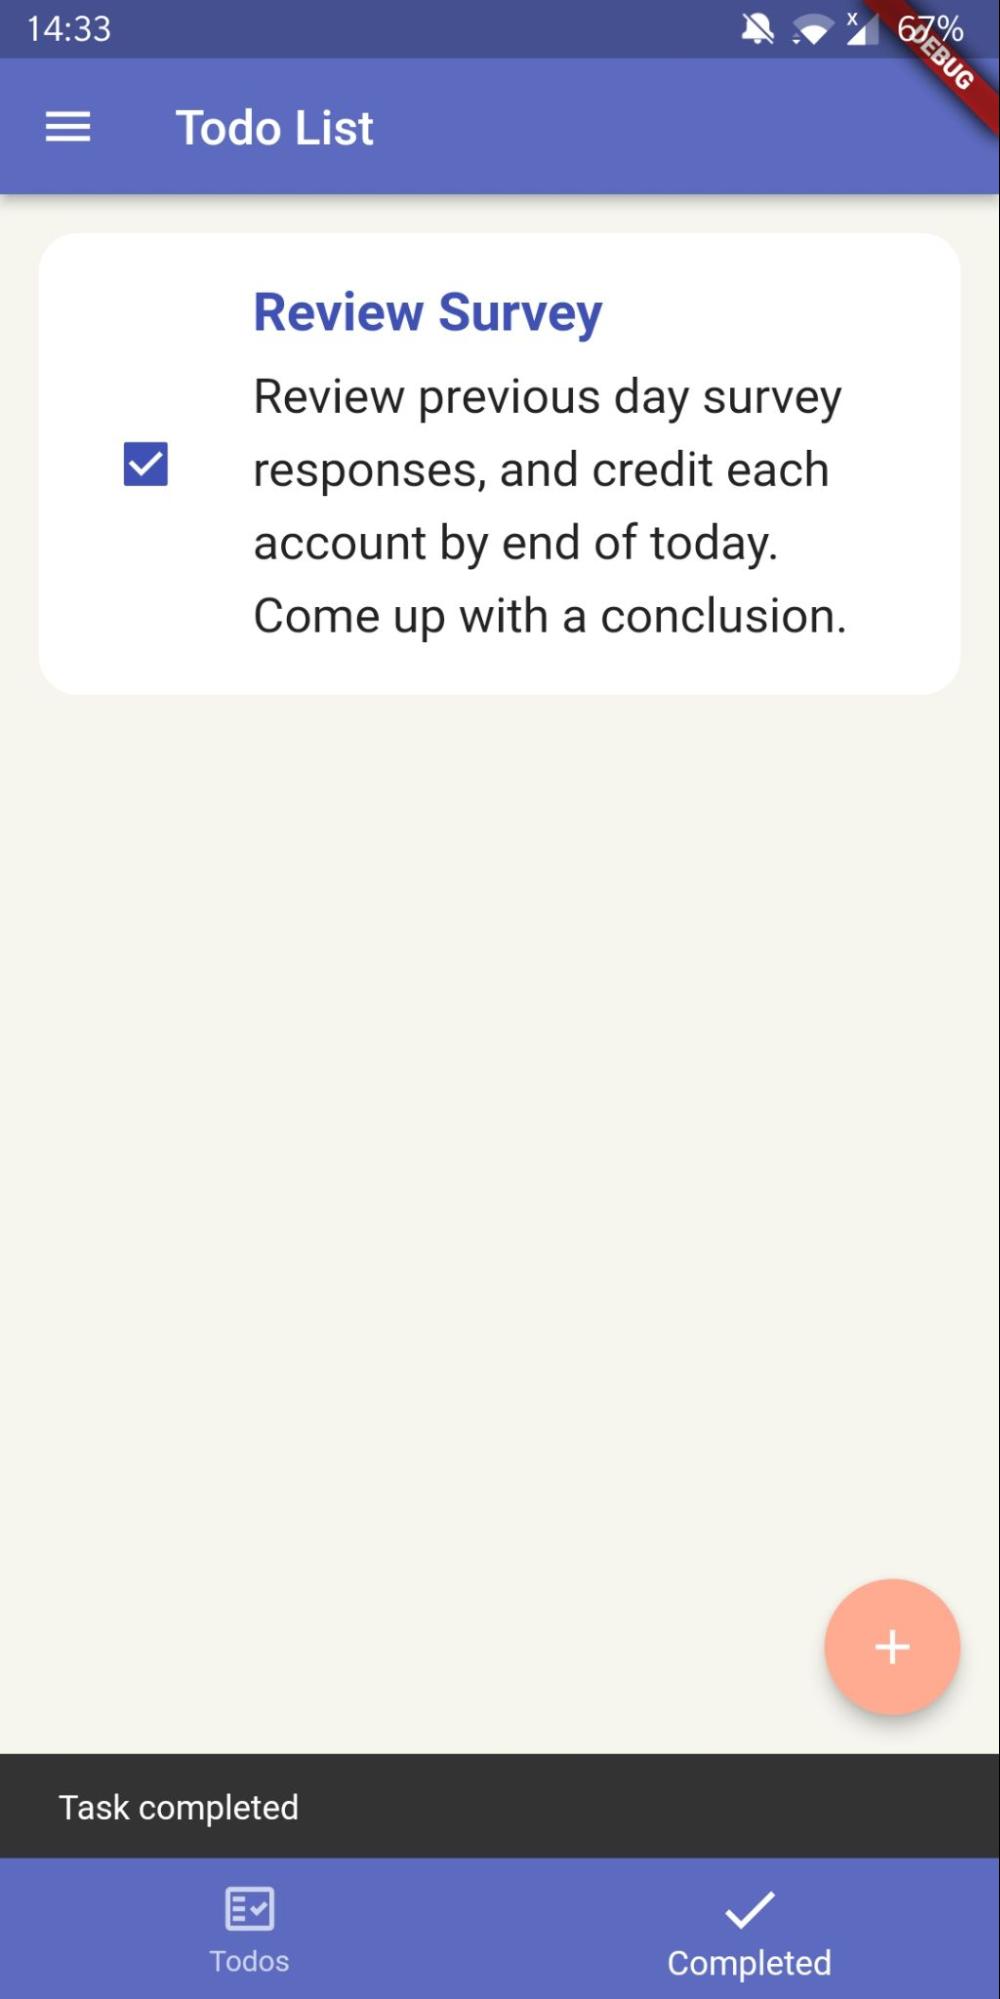 14:33
67%
DEBUG
Todo List
Review Survey
Review previous day survey
responses, and credit each
account by end of today.
Come up with a conclusion.
Task completed
Todos
Completed